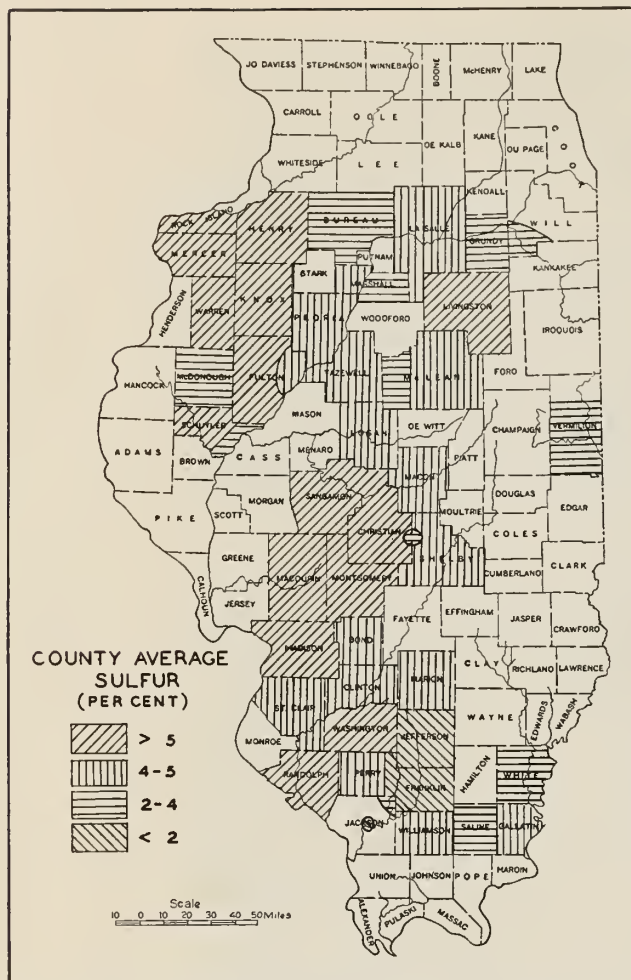 JO DAVIESS STEPHENSON WINNEBAGO BOONE McHENRY LAKE
CARROLL OGLE
DE KALB KANE COOK
DU PAGE
WHITESIDE LEE
KENDALL
ROCK ISLAND HENRY BUREAU LA SALLE WILL
GRUNDY
MERCER PUTNAM
STARK KANKAKEE
MARSHALL
HENDERSON WARREN KNOX PEORIA WOODFORD LIVINGSTON
IROQUOIS
HANCOCK McDONOUGH FULTON TAZEWELL McLEAN FORD
MASON
SCHUYLER LOGAN DE WITT CHAMPAIGN VERMILION
ADAMS BROWN CASS MENARD PIATT
MACON
SANGAMON DOUGLAS
MORGAN MOULTRIE EDGAR
PIKE SCOTT
CHRISTIAN COLES
GREENE SHELBY
MACOUPIN MONTGOMERY CUMBERLAND CLARK
CALHOUN JERSEY
FAYETTE EFFINGHAM JASPER CRAWFORD
MADISON BOND
CLAY RICHLAND LAWRENCE
CLINTON MARION
ST. CLAIR
WAYNE EDWARDS WABASH
MONROE WASHINGTON JEFFERSON
RANDOLPH PERRY HAMILTON WHITE
FRANKLIN
JACKSON WILLIAMSON SALINE GALLATIN
UNION JOHNSON POPE HARDIN
ALEXANDER PULASKI MASSAC
COUNTY AVERAGE
SULFUR
(PER CENT)
> 5
4-5
2-4
< 2
Scale
10 0 10 20 30 40 50 Miles